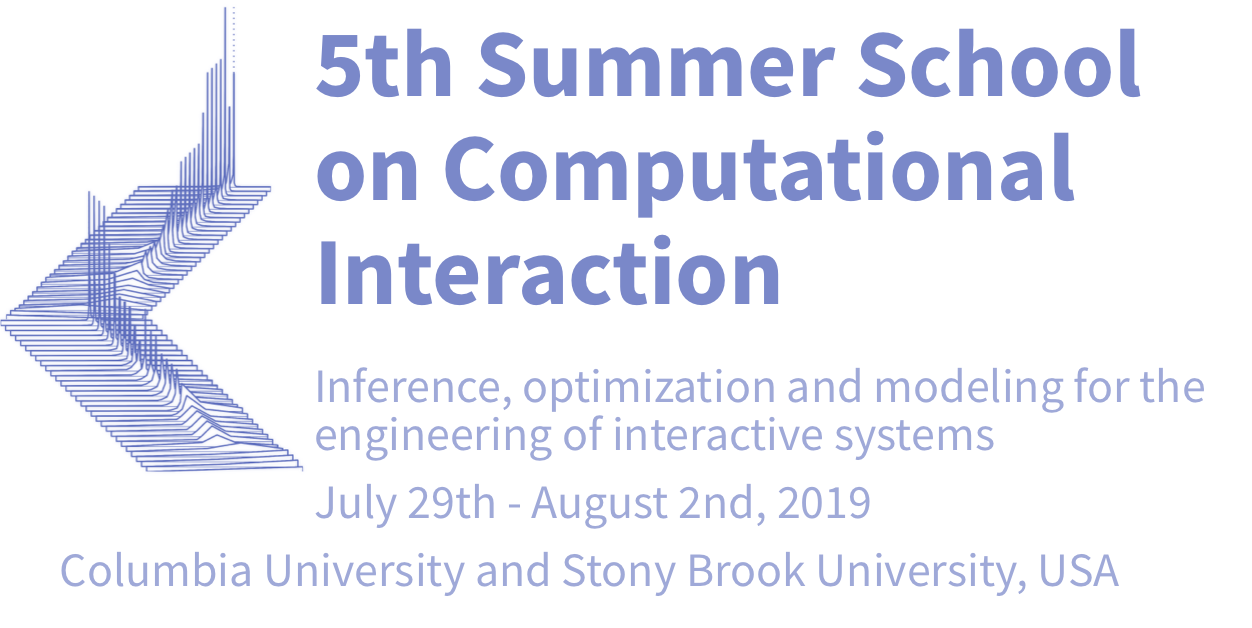 5th Summer School
on Computational
Interaction
Inference, optimization and modeling for the
engineering of interactive systems
July 29th - August 2nd, 2019
Columbia University and Stony Brook University, USA